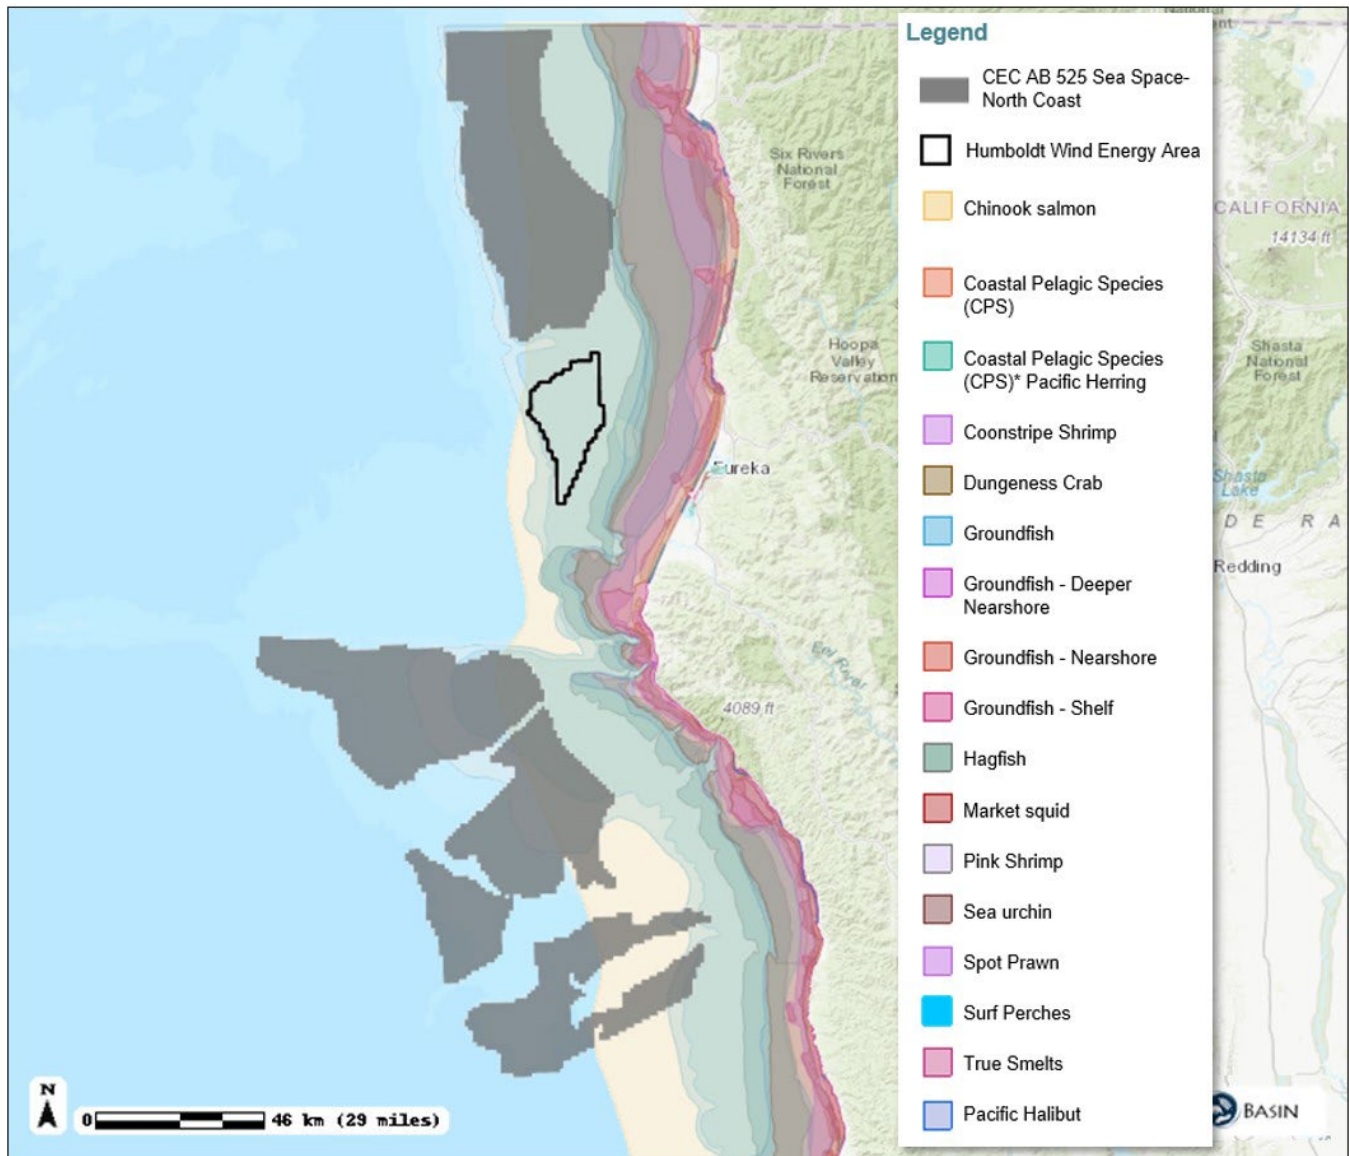 National
Legend
CEC AB 525 Sea Space-
North Coast
Humboldt Wind Energy Area
Six Rivers
National
Forest
Chinook salmon
CALIFORNIA
14134 ft
Coastal Pelagic Species
(CPS)
Hoopa
Valley
Reservation
Shasta
National
Forest
Coastal Pelagic Species
(CPS)* Pacific Herring
Coonstripe Shrimp
Eureka
Dungeness Crab
Shasta
Lake
D E R A
Groundfish
Redding
Groundfish - Deeper
Nearshore
Eel River
Groundfish - Nearshore
4089 ft
Groundfish - Shelf
Hagfish
Market squid
Pink Shrimp
Sea urchin
Spot Prawn
Surf Perches
True Smelts
Pacific Halibut
N
0 46 km (29 miles)
BASIN